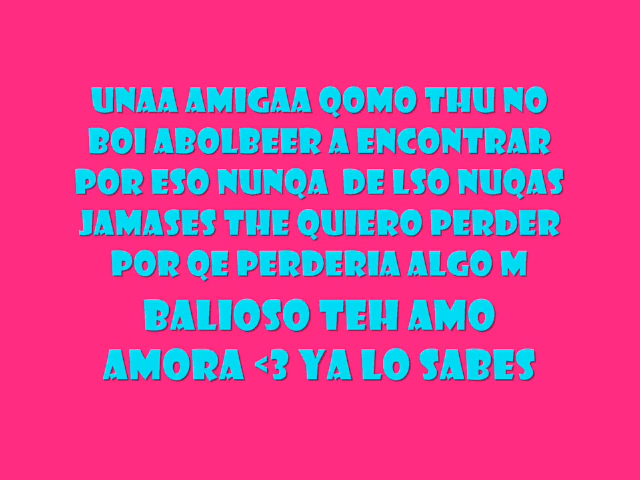 UNAA AMIGAA QOMO THU NO
BOI ABOLBEER A ENCONTRAR
POR ESO NUNQA DE LSO NUQAS
JAMASES THE QUIERO PERDER
POR QE PERDERIA ALGO M
BALIOSO TEH AMO
AMORA <3 YA LO SABES